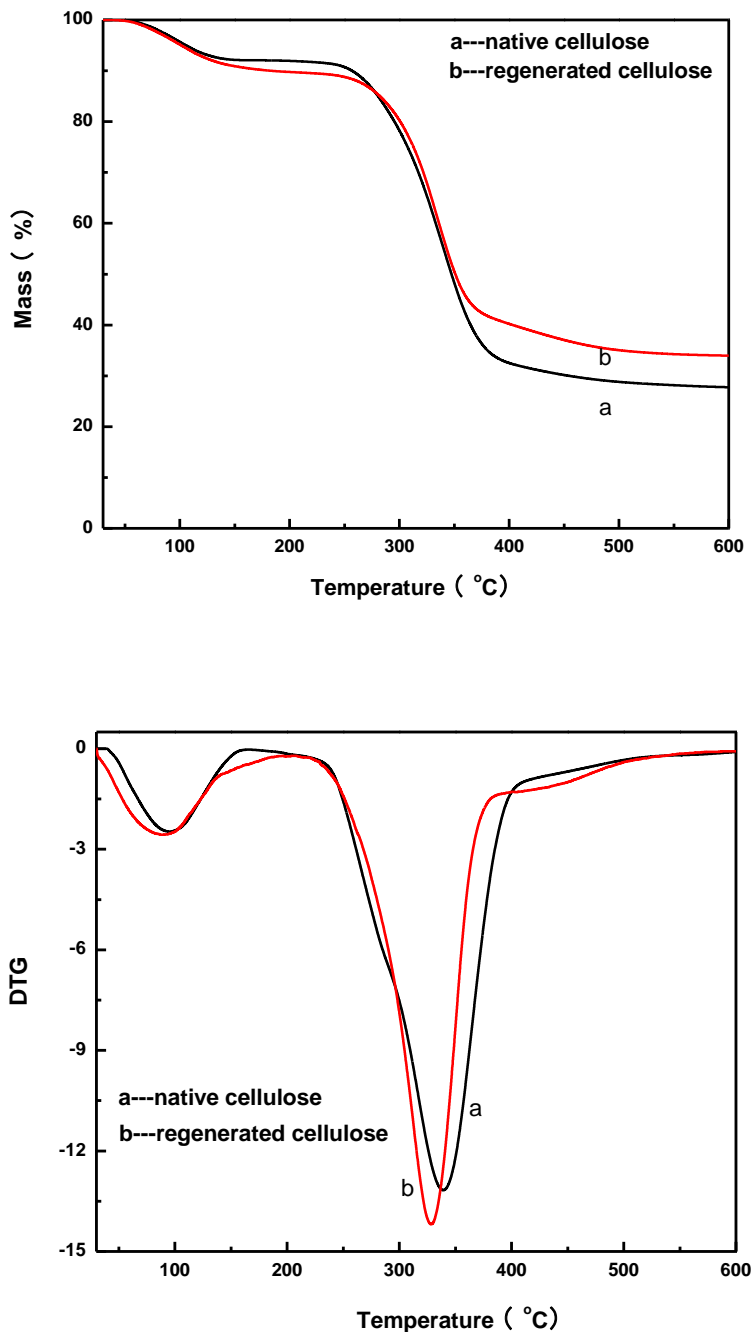 100
a---native cellulose
b---regenerated cellulose
80
60
Mass（ %）
40
b
a
20
0
100 200 300 400 500 600
Temperature（ °C）
0
-3
-6
DTG
-9
a---native cellulose
a
b---regenerated cellulose
-12
b
-15
100 200 300 400 500 600
Temperature（ °C）